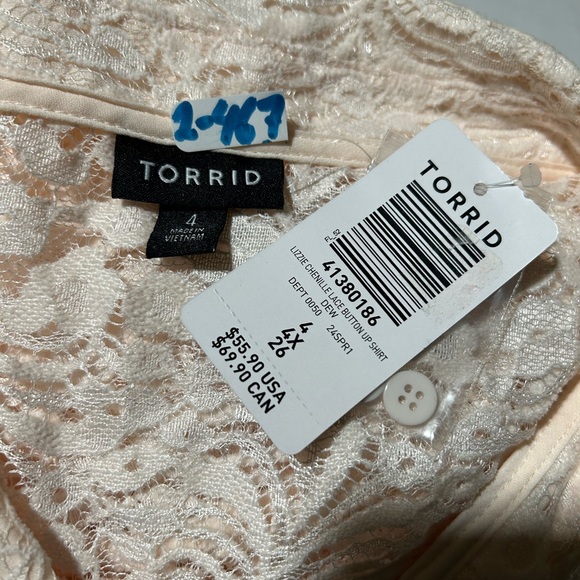 2-467
TORRID
4
MADE IN
VIETNAM
TORRID
41380186
LIZZIE CHENILLE LACE BUTTON UP SHIRT
DEW
DEPT 0050 24SPR1
4
4X
26
$55.90 USA
$69.90 CAN